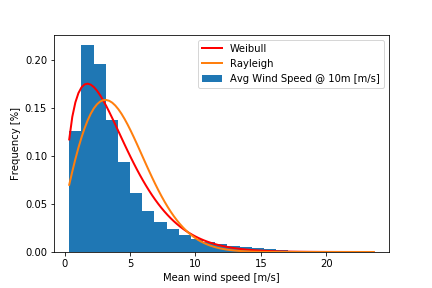 Weibull
Rayleigh
Avg Wind Speed @ 10m [m/s]
Frequency [%]
0.20
0.15
0.10
0.05
0.00
0 5 10 15 20
Mean wind speed [m/s]